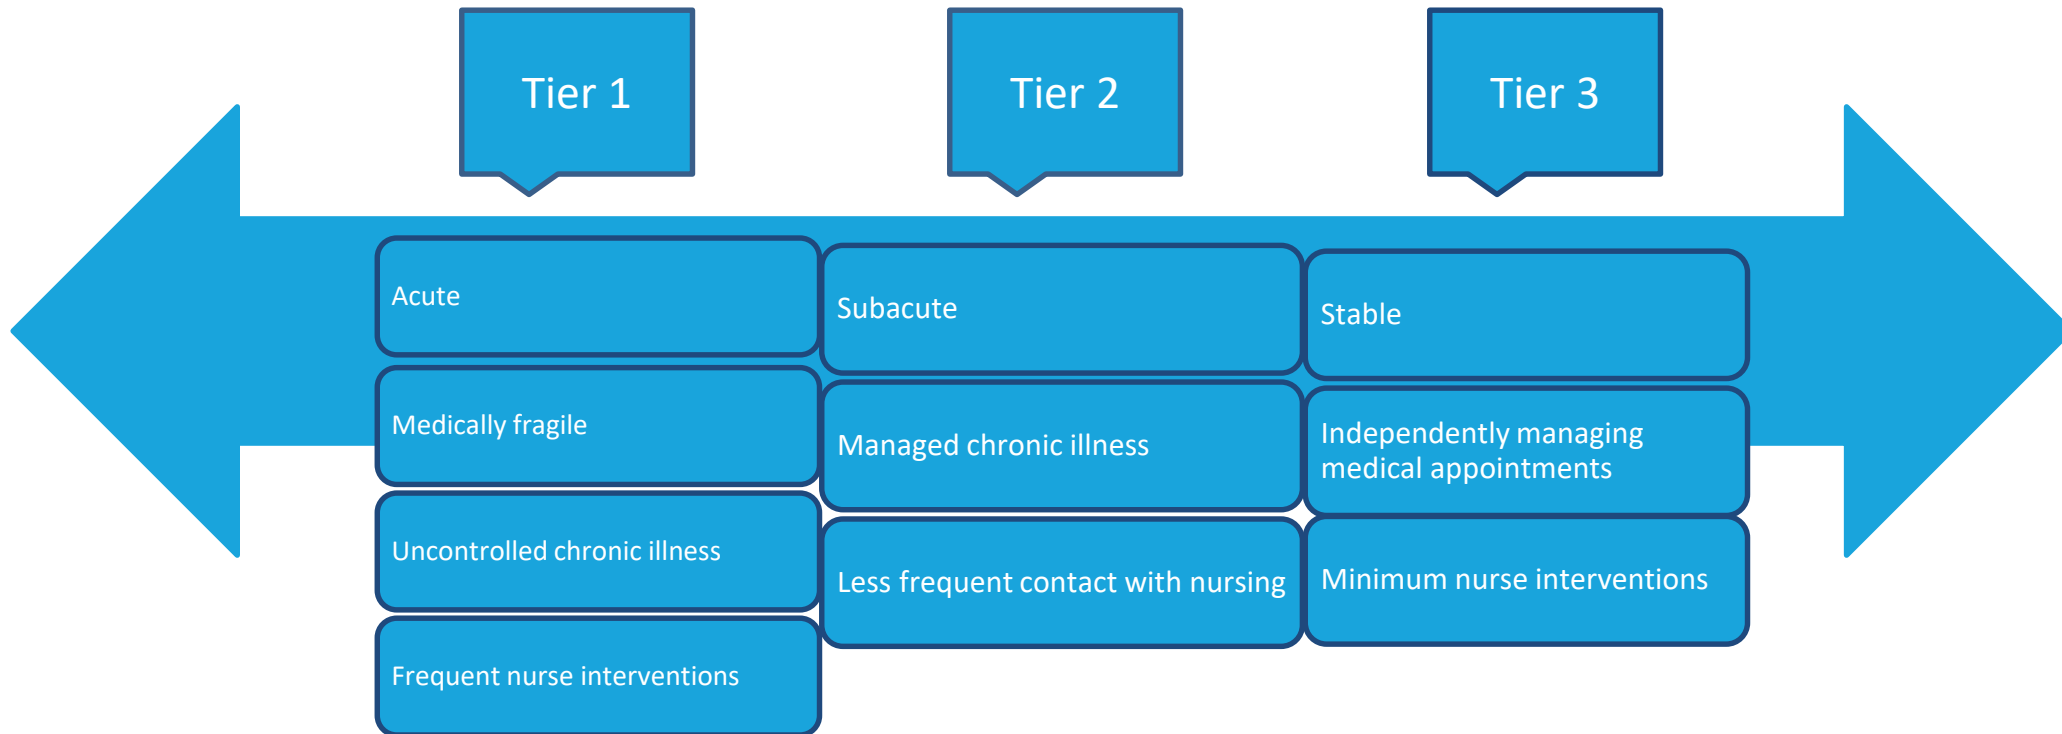 Tier 1
Tier 2
Tier 3
Acute
Medically fragile
Uncontrolled chronic illness
Frequent nurse interventions
Subacute
Managed chronic illness
Less frequent contact with nursing
Stable
Independently managing
medical appointments
Minimum nurse interventions